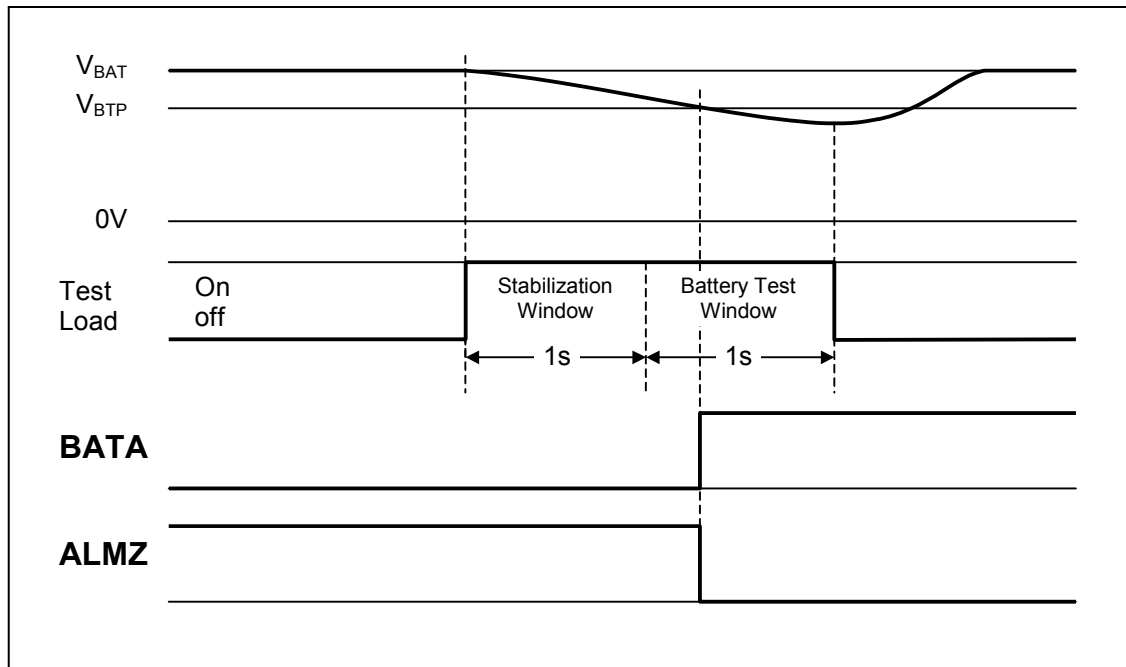 VBAT
VBTP
0V
Test
Load
On
off
Stabilization
Window
Battery Test
Window
1s
1s
BATA
ALMZ